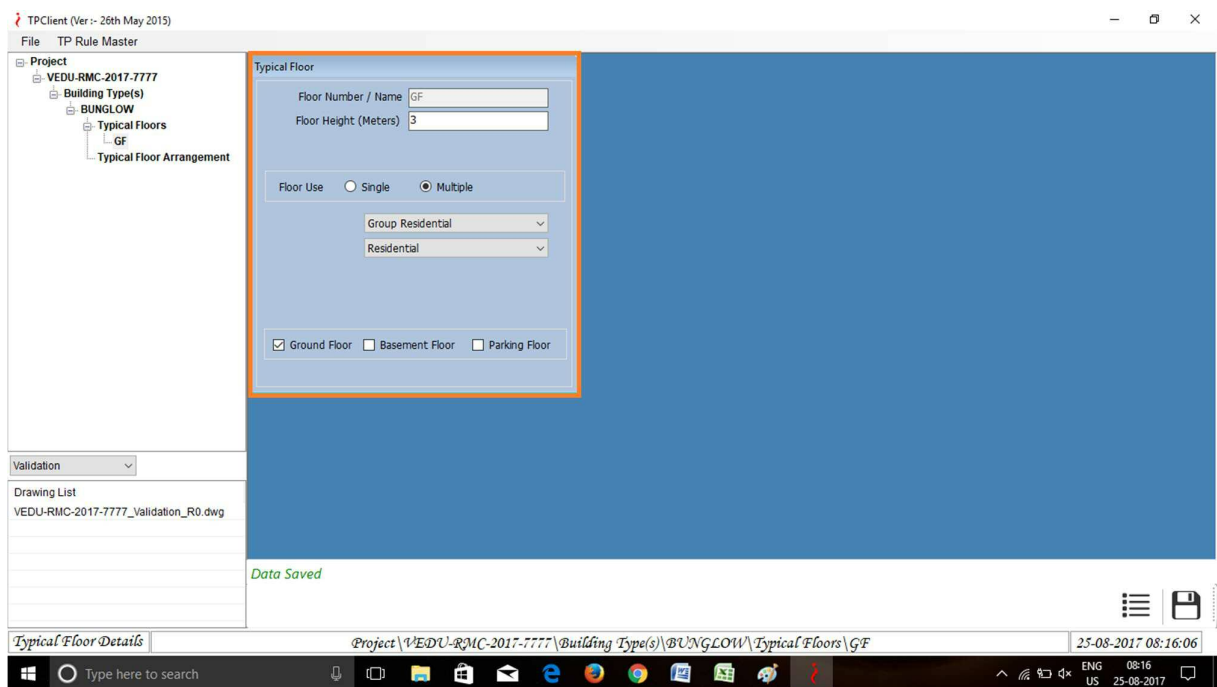 TPClient (Ver :- 26th May 2015)
File TP Rule Master
Project
VEDU-RMC-2017-7777
Building Type(s)
BUNGLOW
Typical Floors
GF
Typical Floor Arrangement
Typical Floor
Floor Number / Name GF
Floor Height (Meters) 3
Floor Use Single Multiple
Group Residential
Residential
Ground Floor Basement Floor Parking Floor
Validation
Drawing List
VEDU-RMC-2017-7777_Validation_R0.dwg
Data Saved
Typical Floor Details Project\VEDU-RMC-2017-7777\Building Type(s)\BUNGLOW\Typical Floors\GF 25-08-2017 08:16:06
Type here to search
ENG 08:16
US 25-08-2017